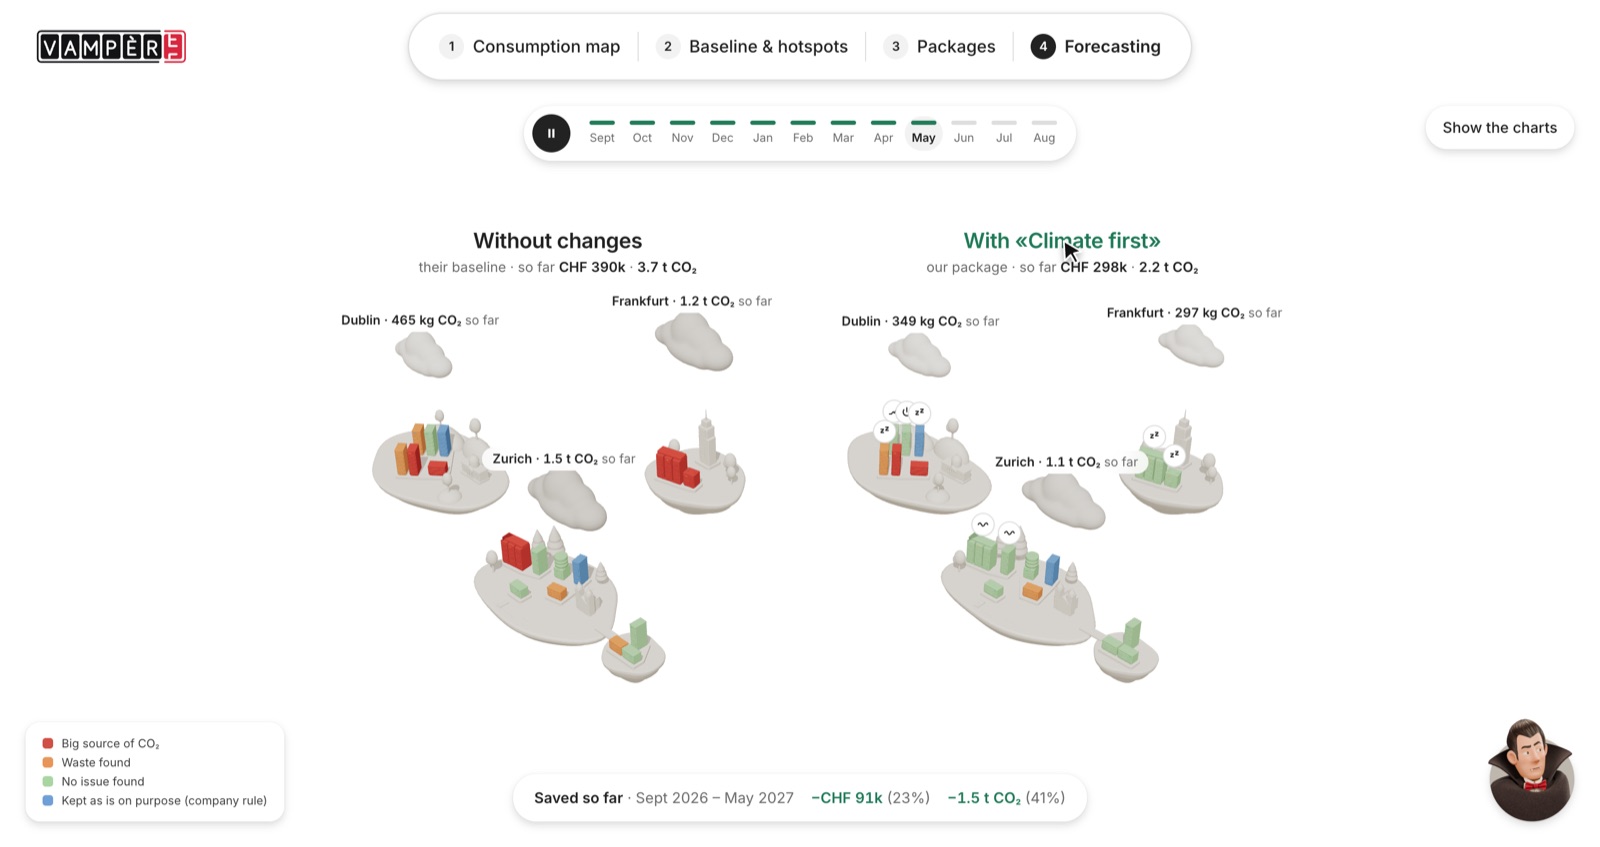 VAMPÈR
1 Consumption map
2 Baseline & hotspots
3 Packages
4 Forecasting
Sept Oct Nov Dec Jan Feb Mar Apr May Jun Jul Aug
Show the charts
Without changes
their baseline · so far CHF 390k · 3.7 t CO₂
Dublin · 465 kg CO₂ so far
Frankfurt · 1.2 t CO₂ so far
Zurich · 1.5 t CO₂ so far
With «Climate first»
our package · so far CHF 298k · 2.2 t CO₂
Dublin · 349 kg CO₂ so far
Frankfurt · 297 kg CO₂ so far
zz
zz
zz
zz
Zurich · 1.1 t CO₂ so far
Big source of CO₂
Waste found
No issue found
Kept as is on purpose (company rule)
Saved so far · Sept 2026 – May 2027 −CHF 91k (23%) −1.5 t CO₂ (41%)